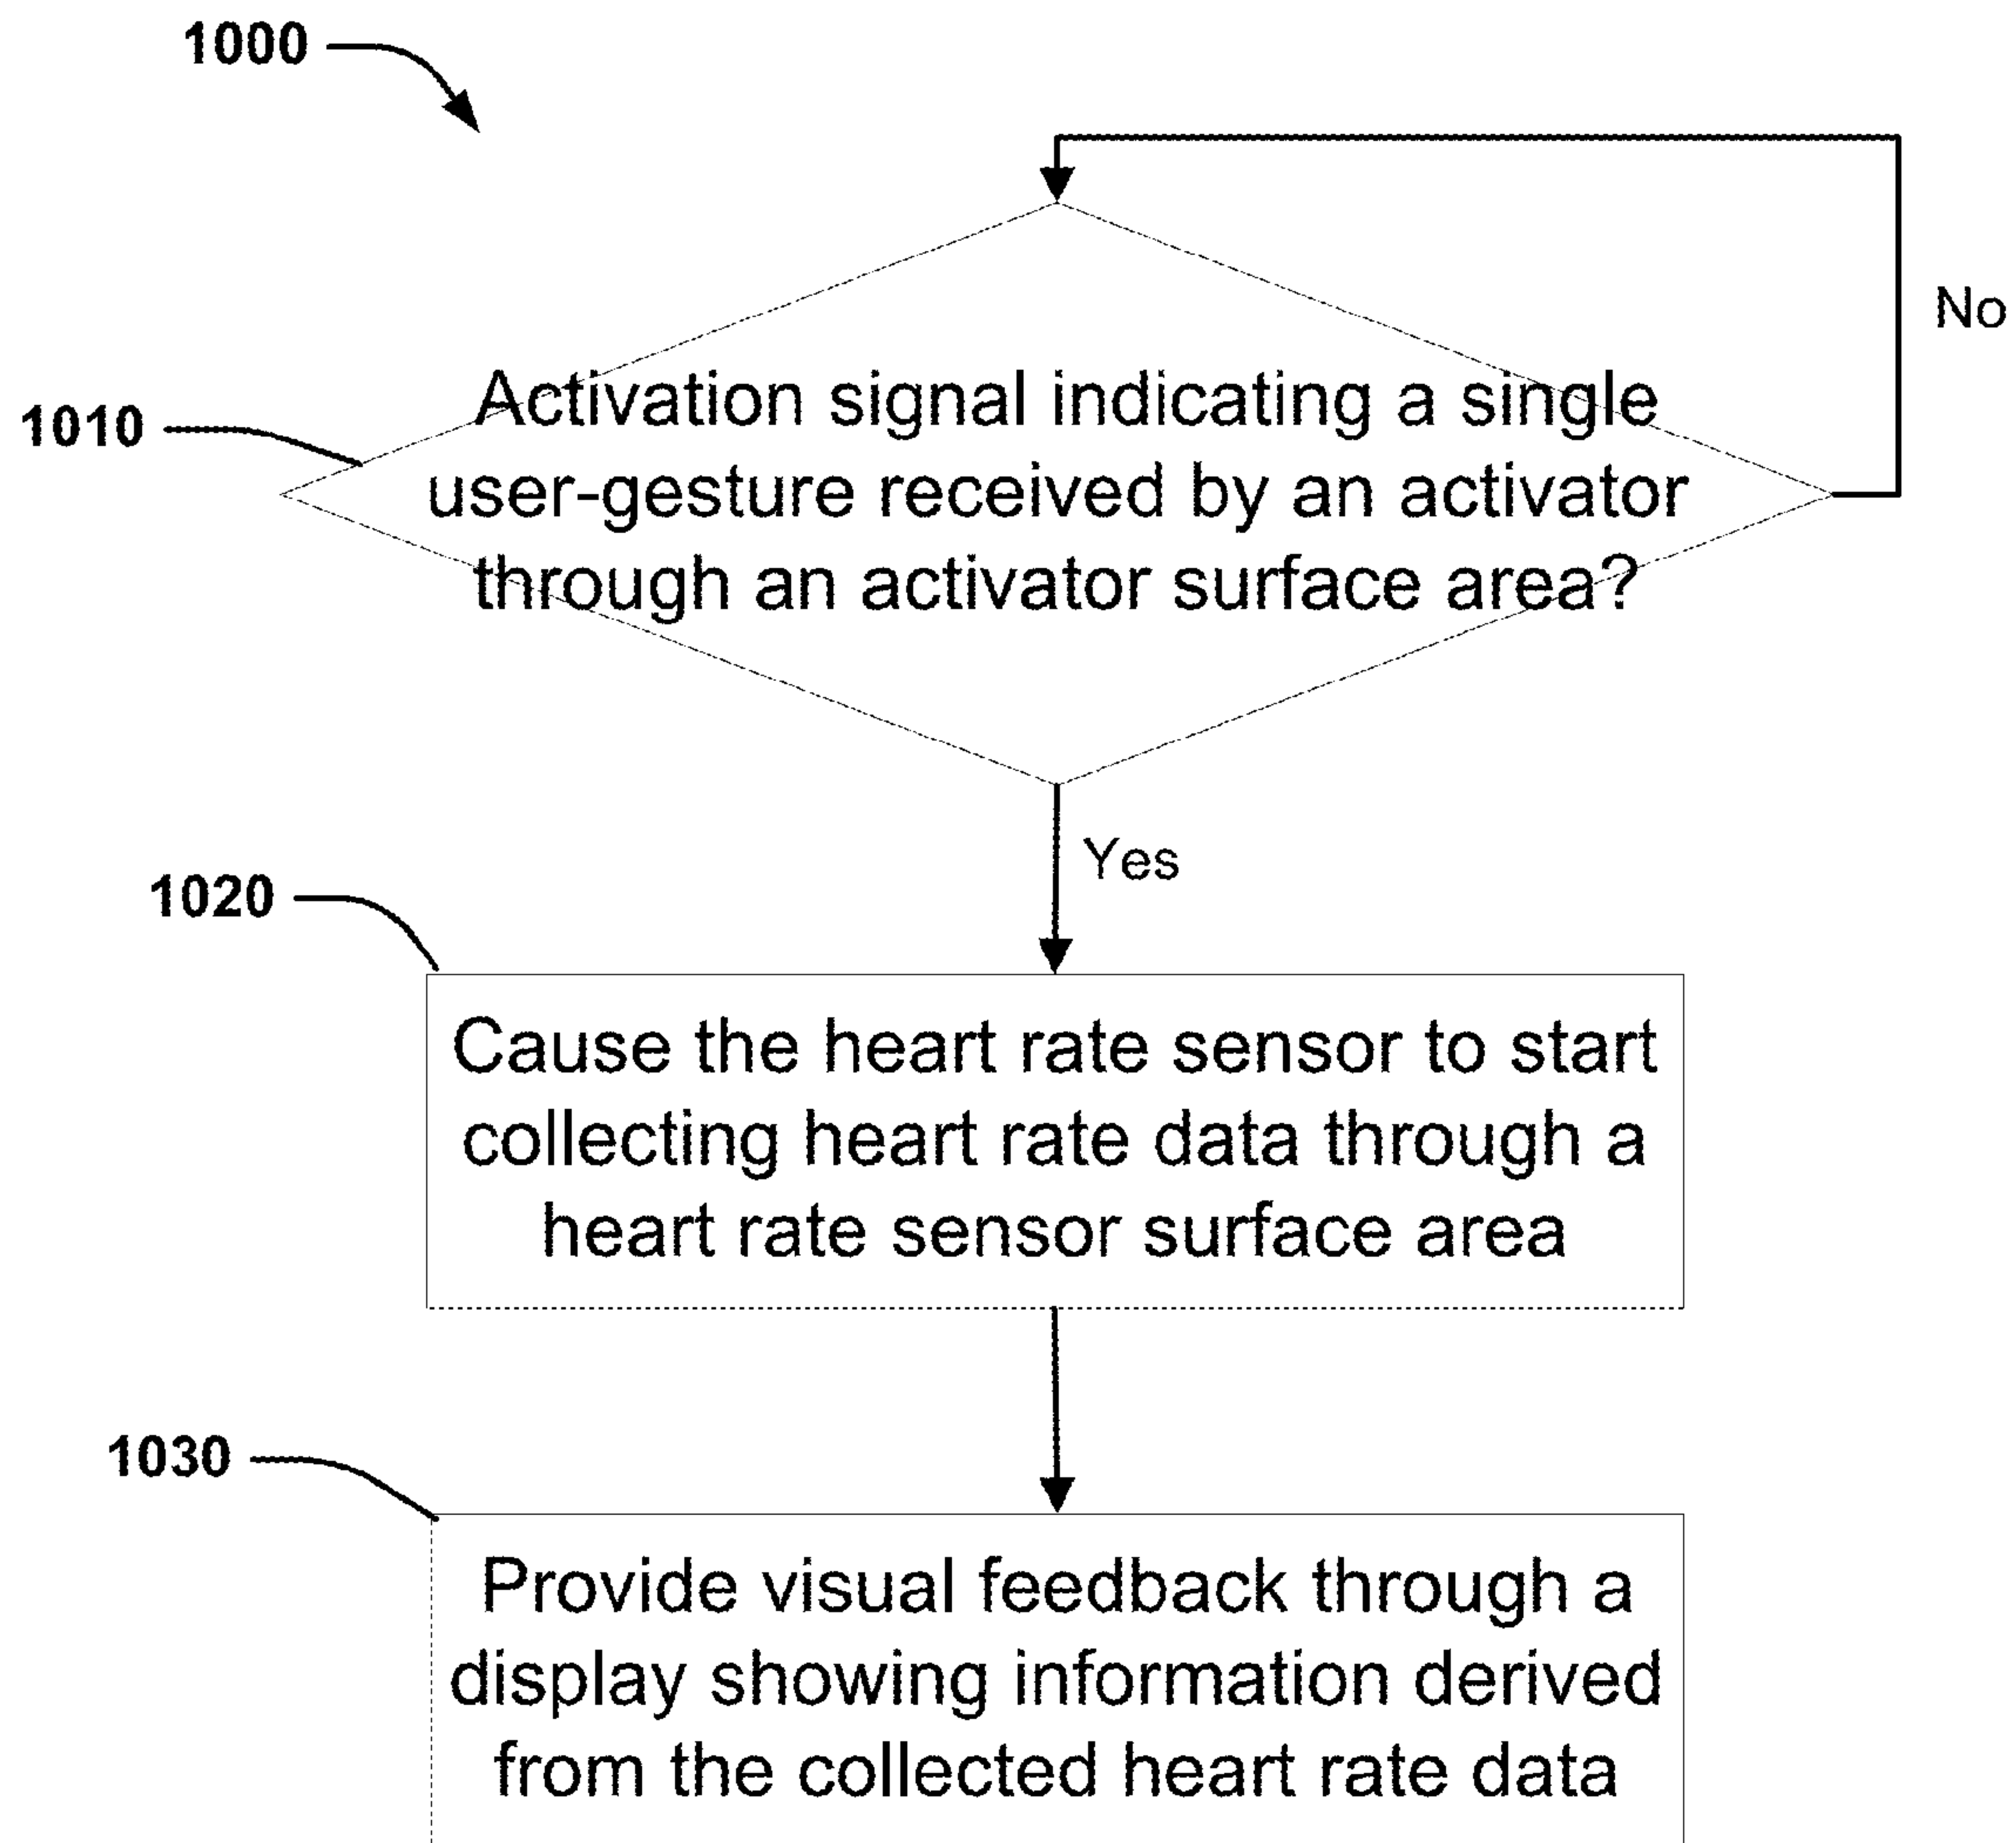 1000
No
1010
Activation signal indicating a single
user-gesture received by an activator
through an activator surface area?
Yes
1020
Cause the heart rate sensor to start
collecting heart rate data through a
heart rate sensor surface area
1030
Provide visual feedback through a
display showing information derived
from the collected heart rate data